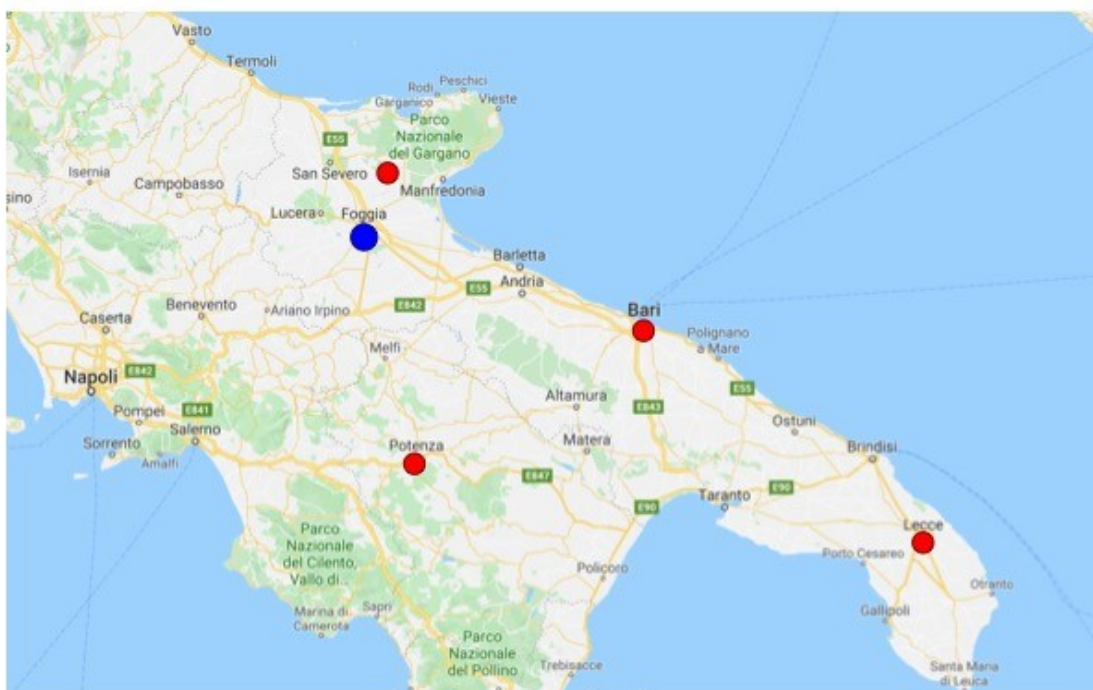 Vasto
Termoli
Rodi
Garganico
Peschici
Vieste
Parco
Nazionale
del Gargano
E55
Isernia
San Severo
Campobasso
Manfredonia
sino
Lucera
Foggia
Barletta
E55
Andria
E842
Benevento
Ariano Irpino
Bari
Caserta
Polignano
a Mare
Melfi
E842
Napoli
E55
Altamura
E843
Pompei
E841
Ostuni
Salerno
Potenza
Matera
Sorrento
Amalfi
Brindisi
E847
E90
Taranto
E90
Parco
Nazionale
del Cilento,
Vallo di...
Lecce
Porto Cesareo
Policoro
Otranto
Marina di
Camerota
Sapri
Gallipoli
Parco
Nazionale
del Pollino
Trebisacce
Santa Maria
di Leuca